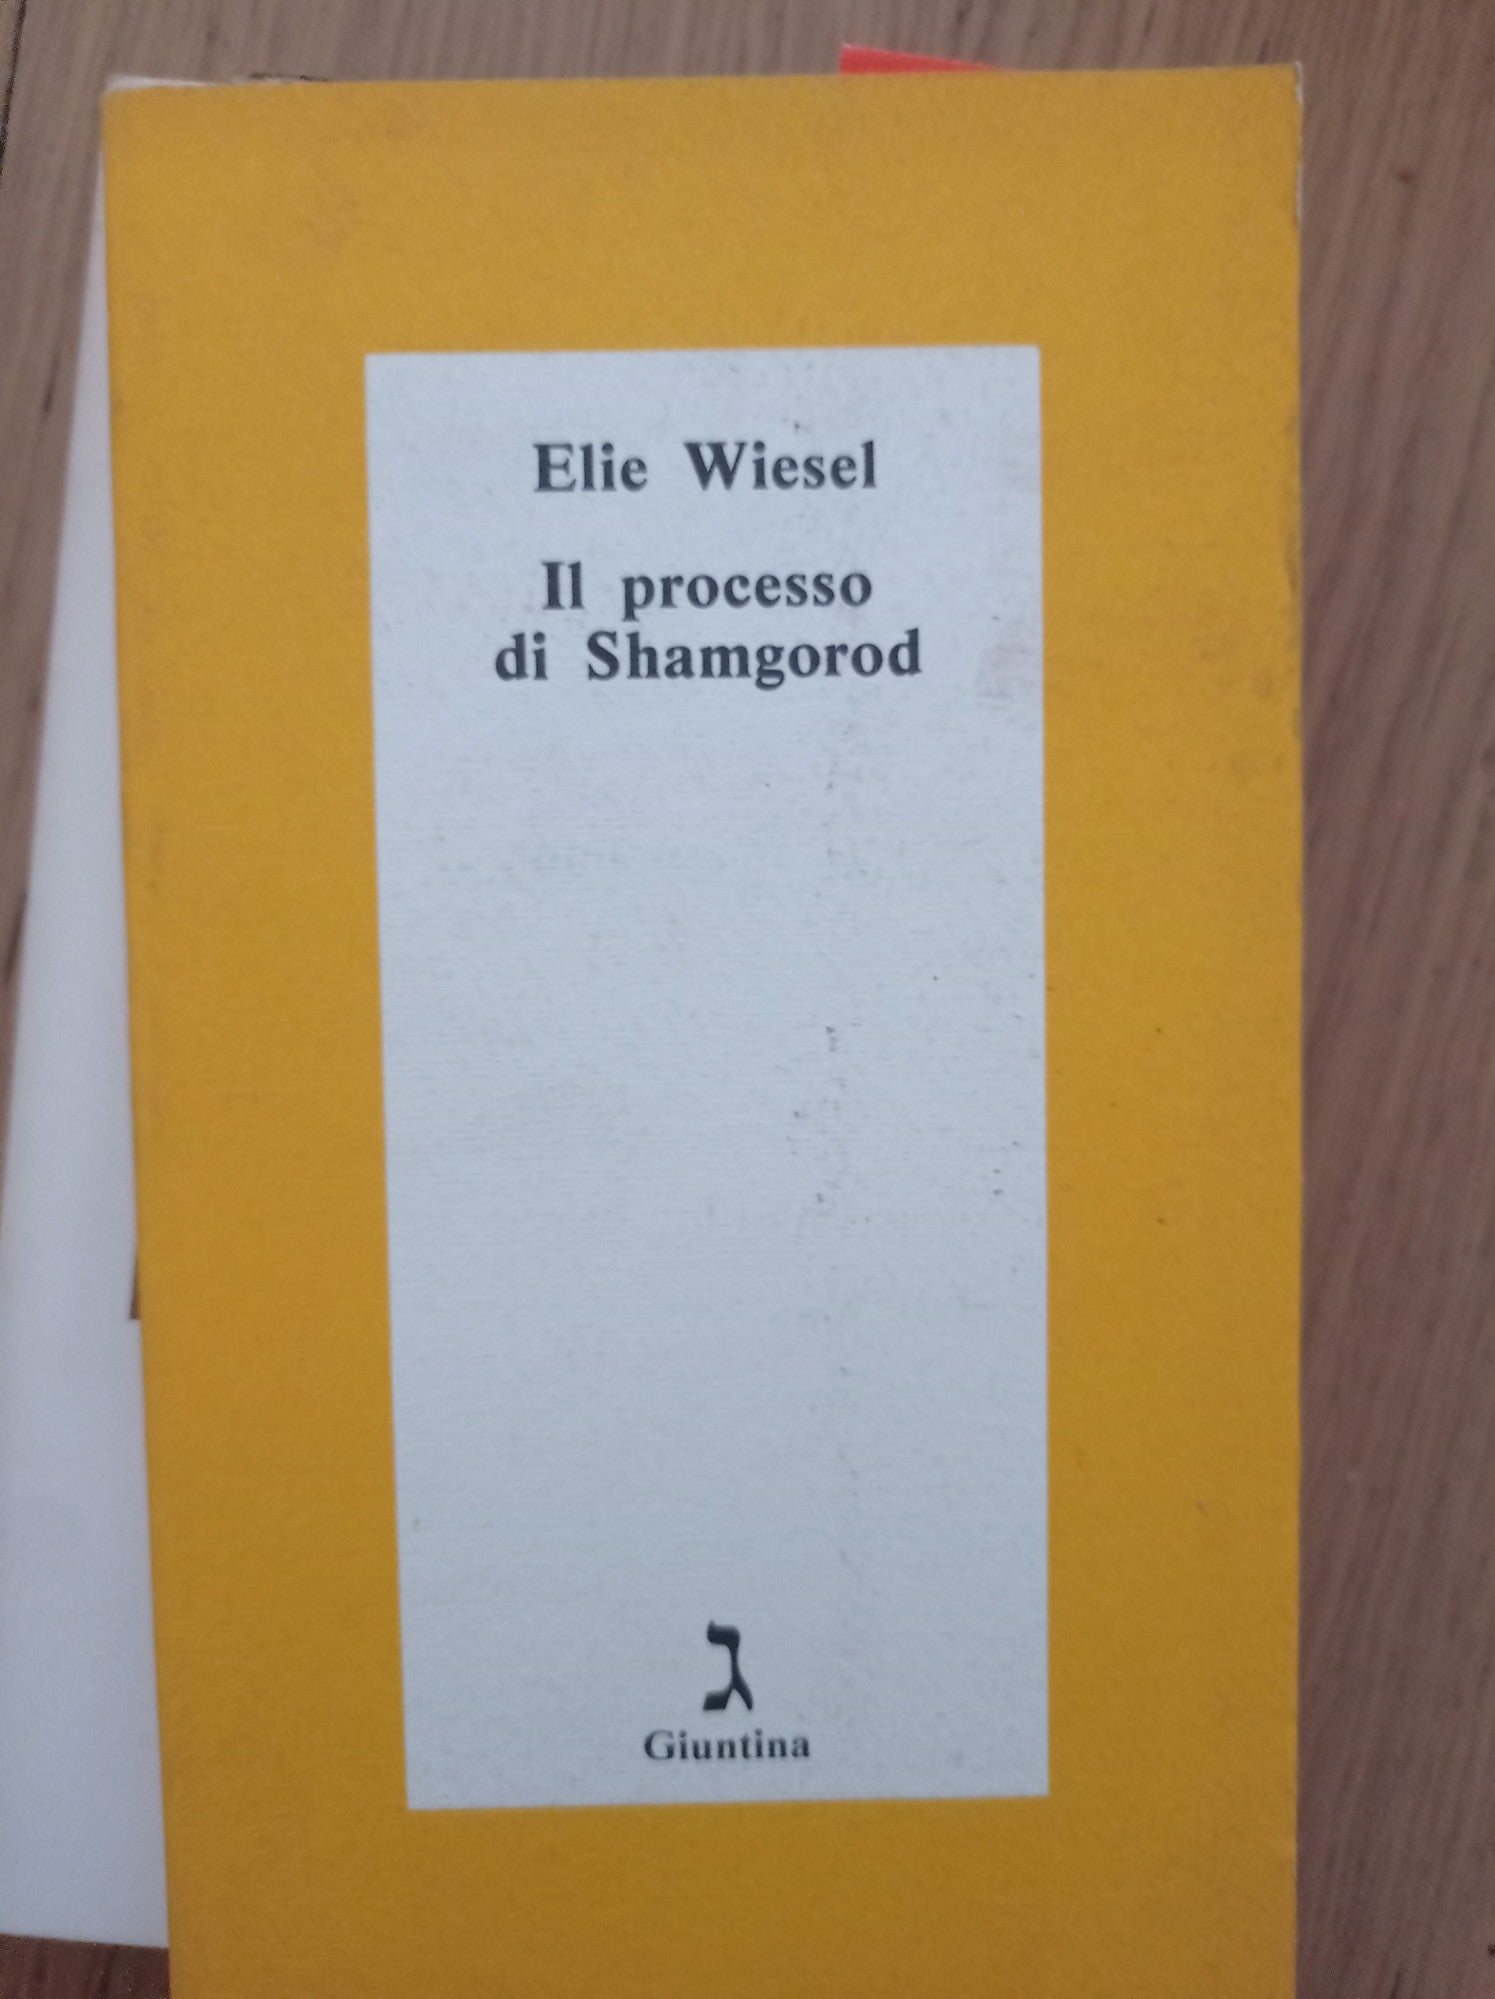 Elie Wiesel
Il processo
di Shamgorod
ג
Giuntina